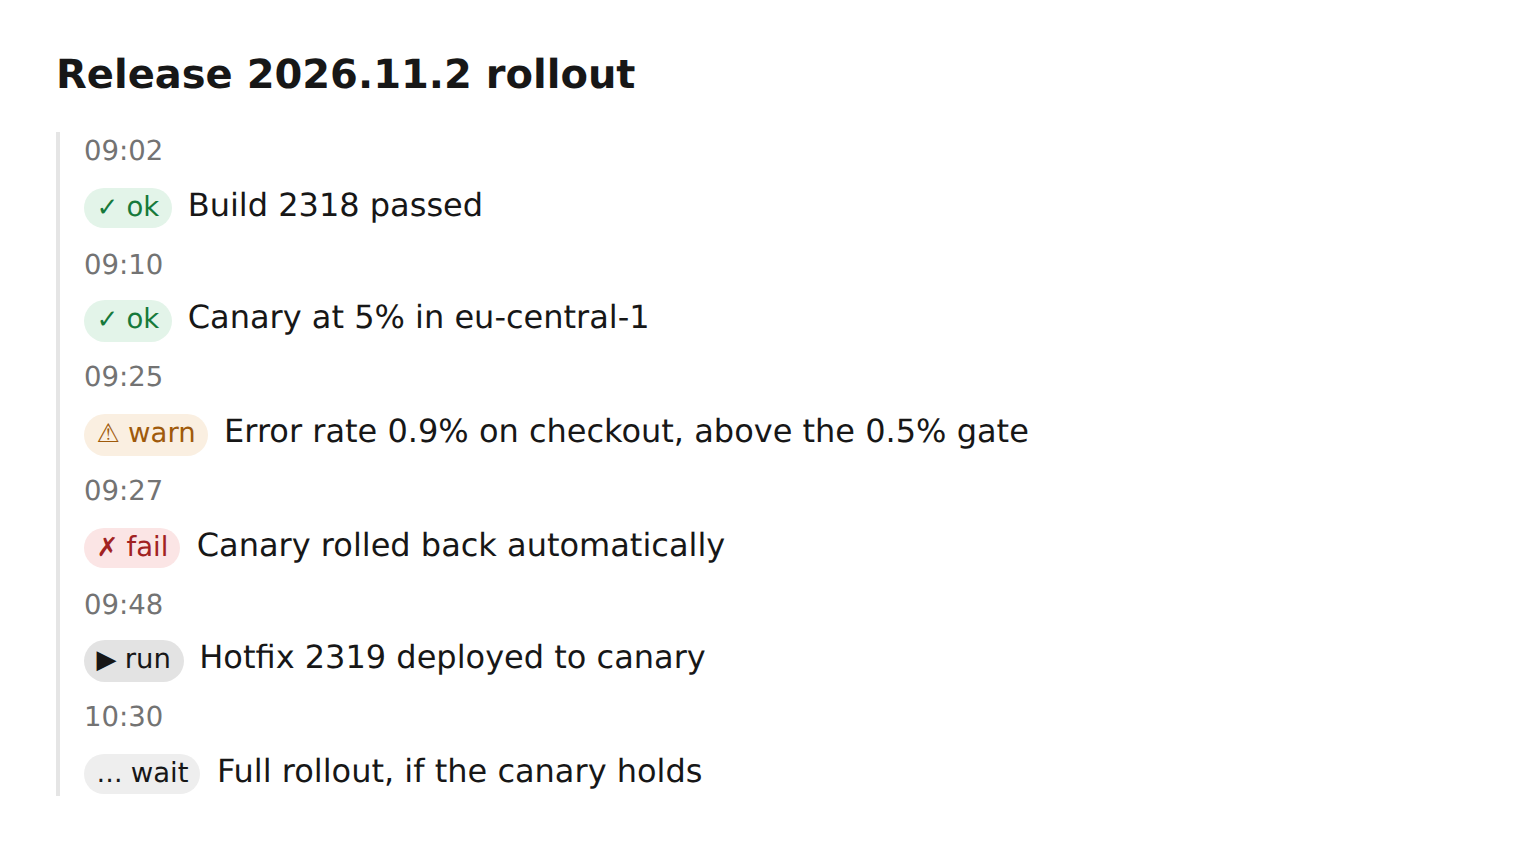 Release 2026.11.2 rollout
09:02
✓ ok Build 2318 passed
09:10
✓ ok Canary at 5% in eu-central-1
09:25
⚠ warn Error rate 0.9% on checkout, above the 0.5% gate
09:27
✗ fail Canary rolled back automatically
09:48
▶ run Hotfix 2319 deployed to canary
10:30
… wait Full rollout, if the canary holds